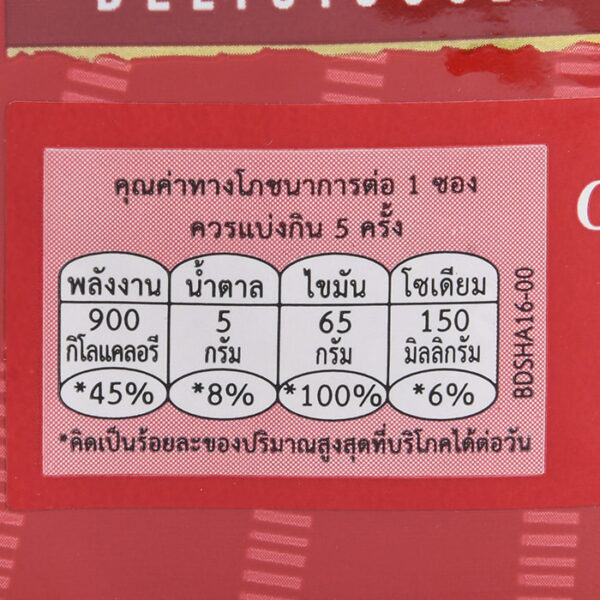 คุณค่าทางโภชนาการต่อ 1 ซอง
ควรแบ่งกิน 5 ครั้ง
พลังงาน น้ำตาล ไขมัน โซเดียม
900 5 65 150
กิโลแคลอรี กรัม กรัม มิลลิกรัม
*45% *8% *100% *6%
*คิดเป็นร้อยละของปริมาณสูงสุดที่บริโภคได้ต่อวัน
BDSHA16-00